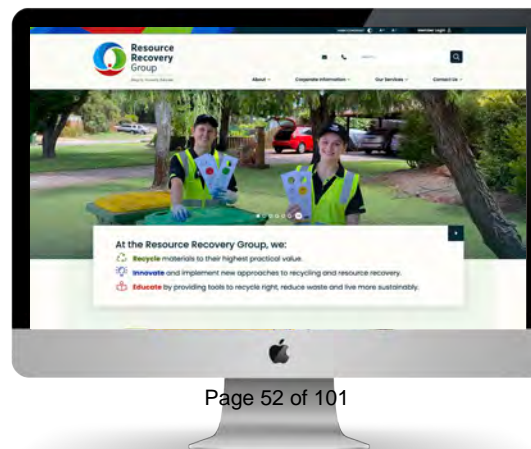 Member Login
Resource
Recovery
Group
About
Corporate Information
Our Services
Contact Us
At the Resource Recovery Group, we:
Recycle materials to their highest practical value.
Innovate and implement new approaches to recycling and resource recovery.
Educate by providing tools to recycle right, reduce waste and live more sustainably.
Page 52 of 101